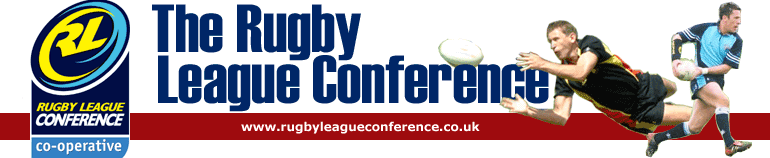 RL
RUGBY LEAGUE
CONFERENCE
co-operative
The Rugby
League Conference
www.rugbyleagueconference.co.uk